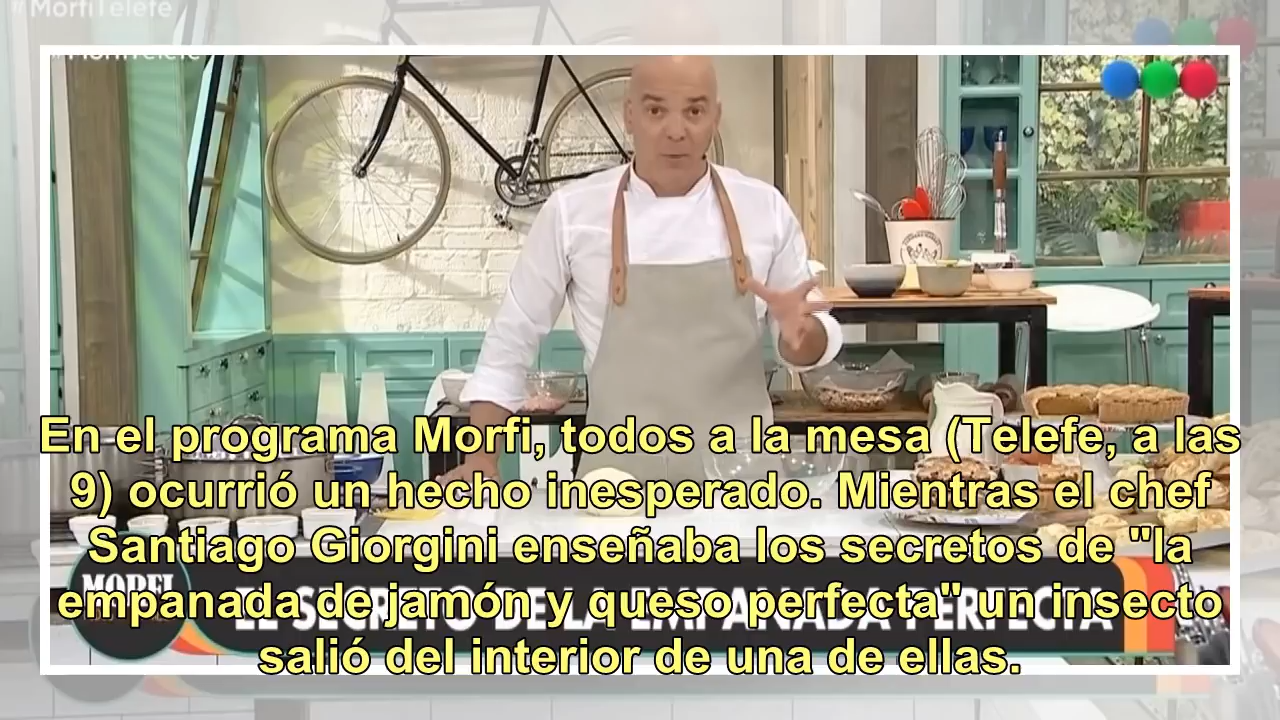 #MorfiTelefe
#MorfiTelefe
En el programa Morfi, todos a la mesa (Telefe, a las
9) ocurrió un hecho inesperado. Mientras el chef
Santiago Giorgini enseñaba los secretos de "la
empanada de jamón y queso perfecta" un insecto
salió del interior de una de ellas.
MORFI
EL SECRETO DE LA EMPANADA PERFECTA